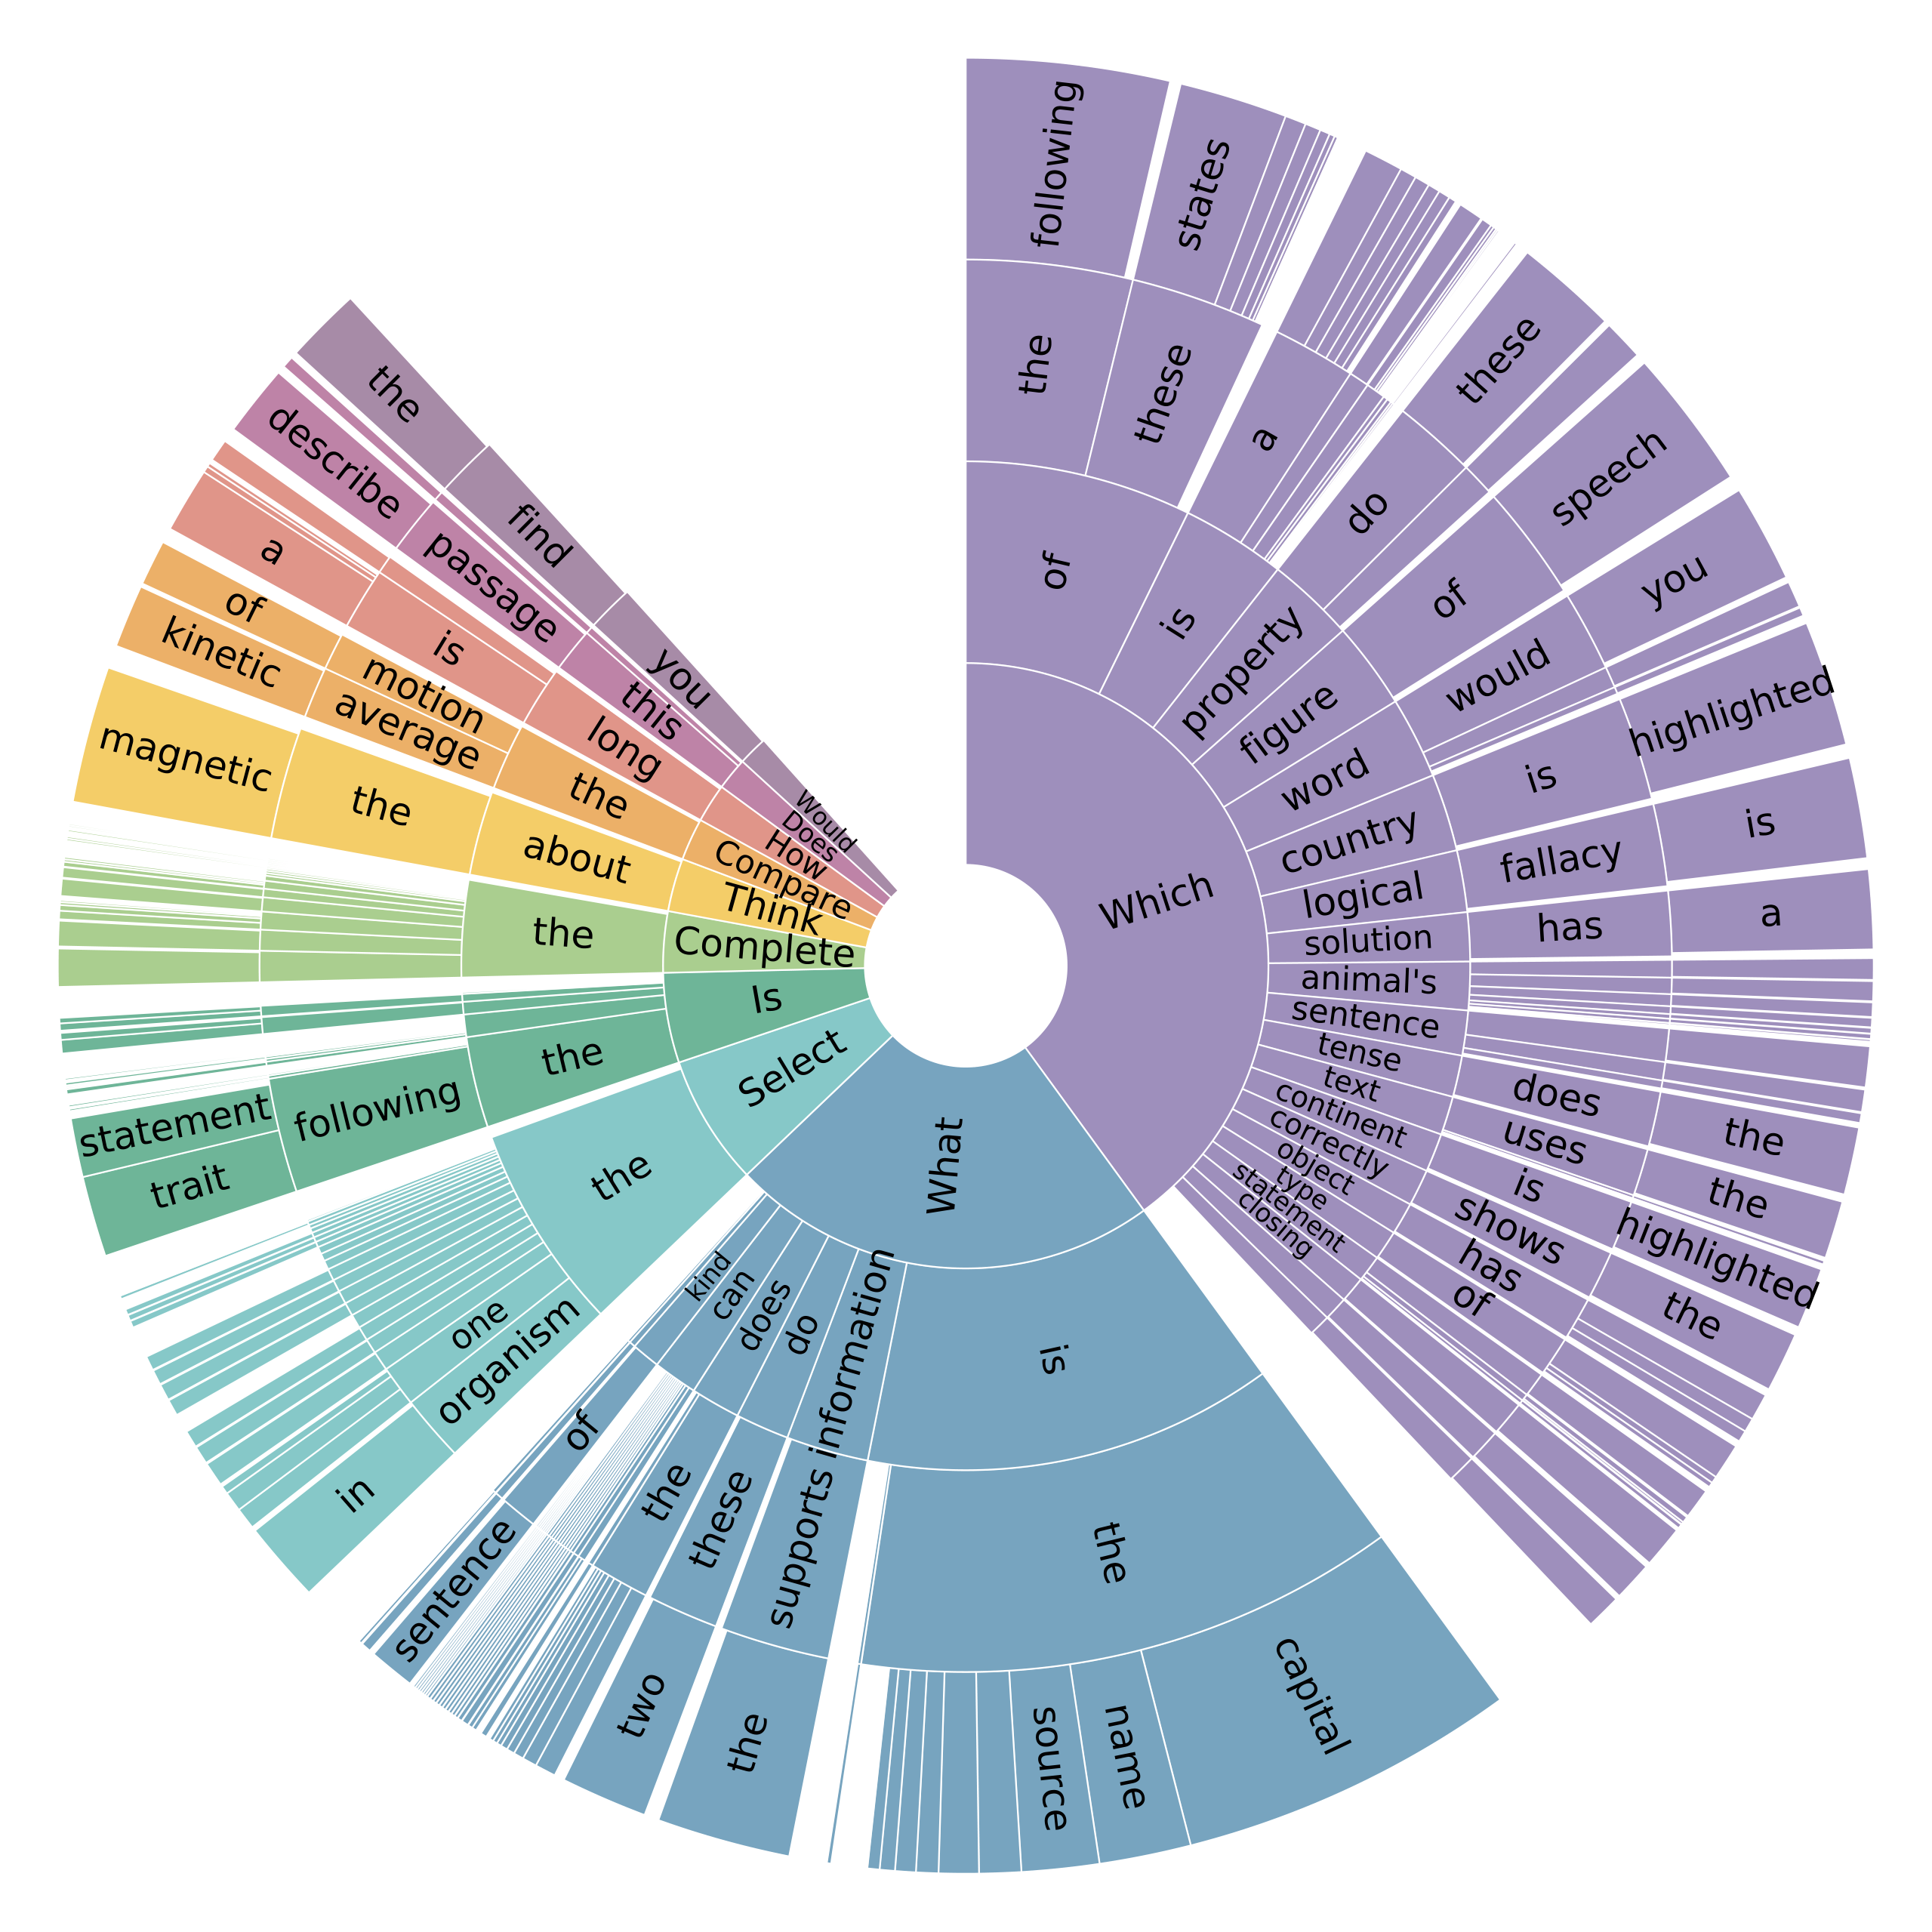 Which
of
the
following
these
states
is
a
property
do
these
figure
of
speech
word
would
you
country
is
highlighted
logical
fallacy
is
solution
has
a
animal's
sentence
tense
does
the
text
uses
the
continent
is
highlighted
correctly
shows
the
object
has
type
of
statement
closing
What
is
the
capital
name
source
information
supports
the
do
these
two
does
the
can
kind
of
sentence
Select
the
organism
in
one
Is
the
following
trait
statement
Complete
the
Think
about
the
magnetic
Compare
the
average
kinetic
motion
of
How
long
is
a
Does
this
passage
describe
Would
you
find
the